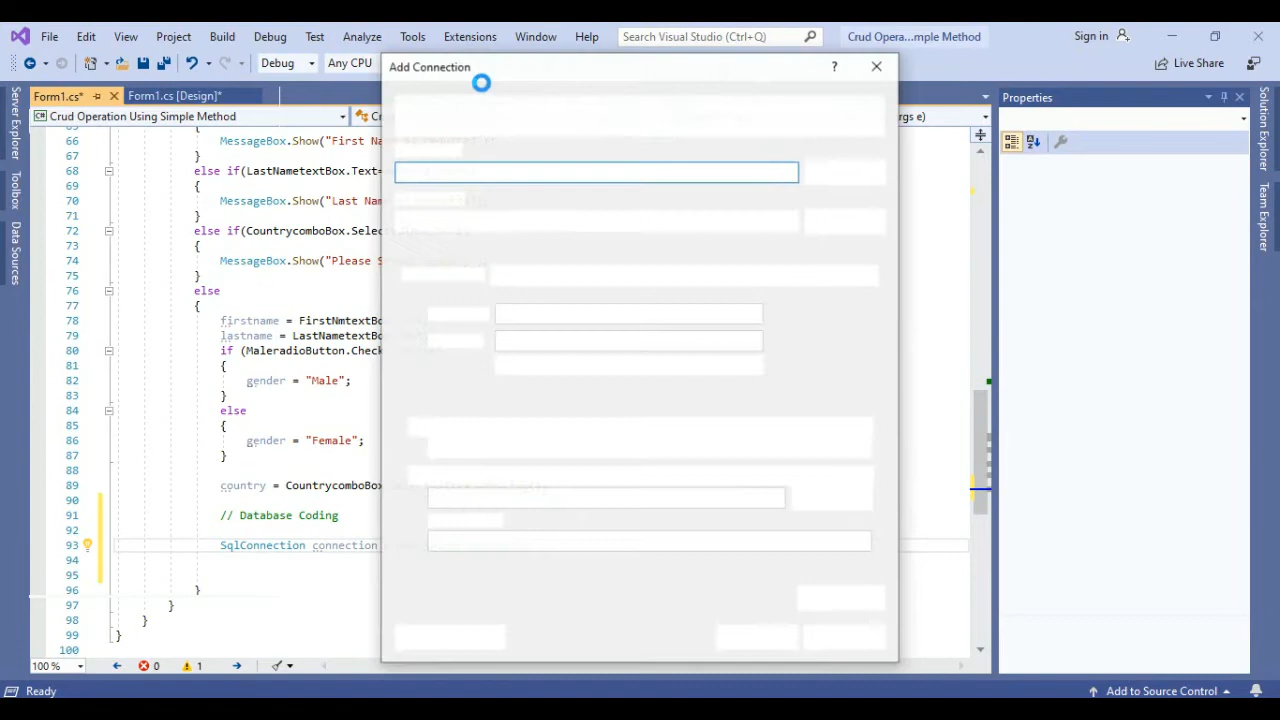 File Edit View Project Build Debug Test Analyze Tools Extensions Window Help Search Visual Studio (Ctrl+Q) Crud Opera...mple Method Sign in
Debug Any CPU Live Share
Add Connection ?
Form1.cs* Form1.cs [Design]* Properties
Crud Operation Using Simple Method args e)
Server Explorer
Toolbox
Data Sources
Solution Explorer
Team Explorer
66 MessageBox.Show("First Na
67 }
68 else if(LastNametextBox.Text=
69 {
70 MessageBox.Show("Last Nam
71 }
72 else if(CountrycomboBox.Selec
73 {
74 MessageBox.Show("Please S
75 }
76 else
77 {
78 firstname = FirstNmtextBo
79 lastname = LastNametextBo
80 if (MaleradioButton.Check
81 {
82 gender = "Male";
83 }
84 else
85 {
86 gender = "Female";
87 }
88
89 country = CountrycomboBox
90
91 // Database Coding
92
93 SqlConnection connection
94
95
96 }
97 }
98 }
99 }
100
100 % 0 1
Ready Add to Source Control